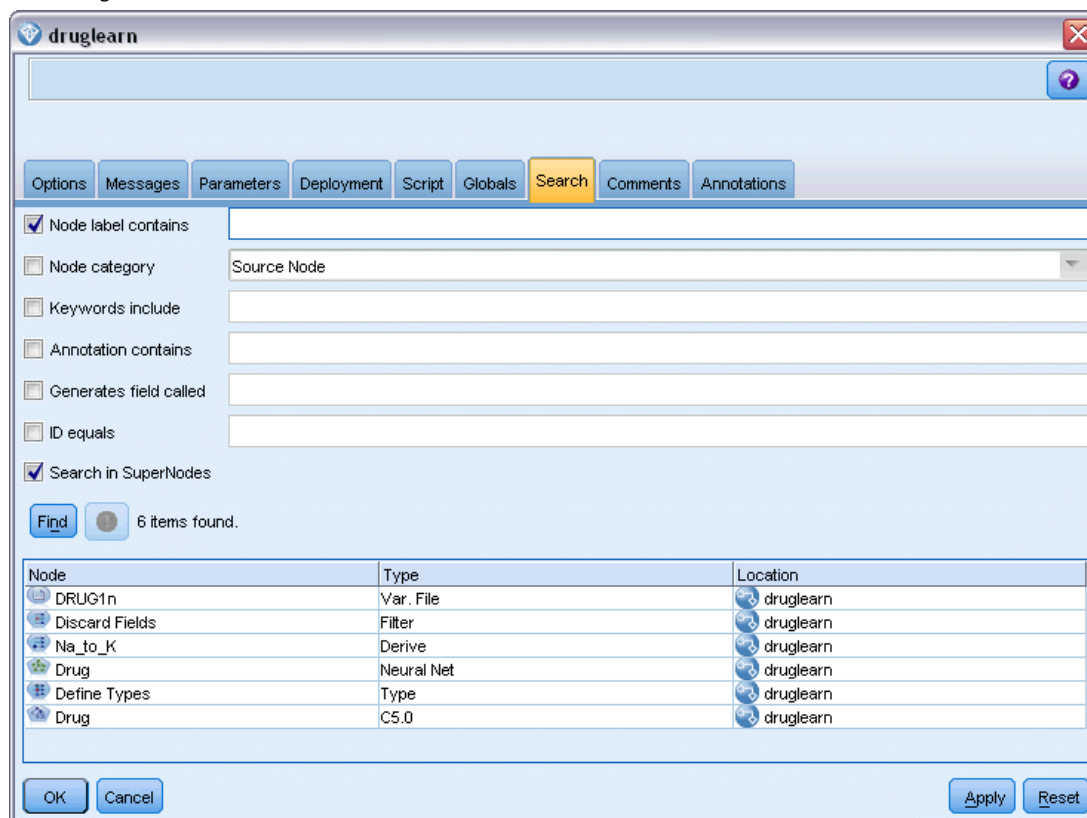 druglearn
Options Messages Parameters Deployment Script Globals Search Comments Annotations
Node label contains
Node category Source Node
Keywords include
Annotation contains
Generates field called
ID equals
Search in SuperNodes
Find 6 items found.
Node Type Location
DRUG1n Var. File druglearn
Discard Fields Filter druglearn
Na_to_K Derive druglearn
Drug Neural Net druglearn
Define Types Type druglearn
Drug C5.0 druglearn
OK Cancel Apply Reset